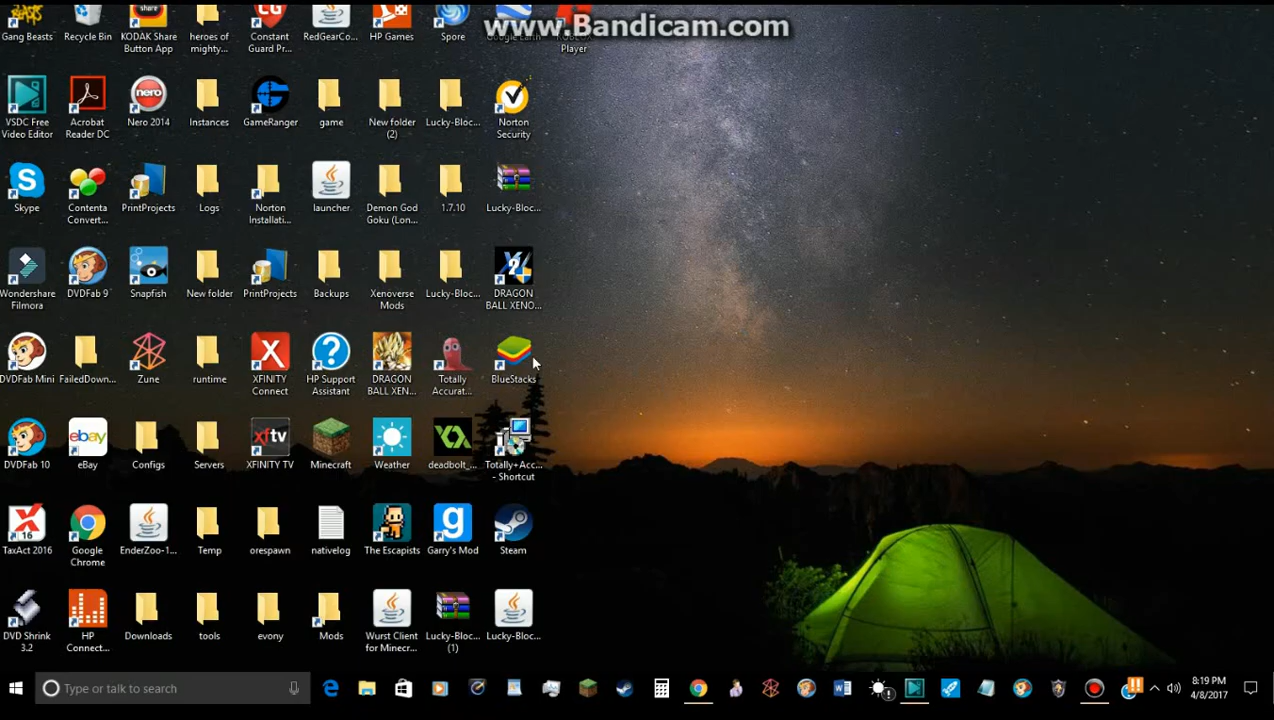 www.Bandicam.com
Gang Beasts
Recycle Bin
KODAK Share Button App
heroes of mighty...
Constant Guard Pr...
RedGearCo...
HP Games
Spore
Google Earth
Player
VSDC Free Video Editor
Acrobat Reader DC
Nero 2014
Instances
GameRanger
game
New folder (2)
Lucky-Bloc...
Norton Security
Skype
Contenta Convert...
PrintProjects
Logs
Norton Installati...
launcher
Demon God Goku (Lon...
1.7.10
Lucky-Bloc...
Wondershare Filmora
DVDFab 9
Snapfish
New folder
PrintProjects
Backups
Xenoverse Mods
Lucky-Bloc...
DRAGON BALL XENO...
DVDFab Mini
FailedDown...
Zune
runtime
XFINITY Connect
HP Support Assistant
DRAGON BALL XEN...
Totally Accurat...
BlueStacks
DVDFab 10
eBay
Configs
Servers
XFINITY TV
Minecraft
Weather
deadbolt_...
Totally+Acc... - Shortcut
TaxAct 2016
Google Chrome
EnderZoo-1...
Temp
orespawn
nativelog
The Escapists
Garry's Mod
Steam
DVD Shrink 3.2
HP Connect...
Downloads
tools
evony
Mods
Wurst Client for Minecr...
Lucky-Bloc... (1)
Lucky-Bloc...
Type or talk to search
8:19 PM
4/8/2017